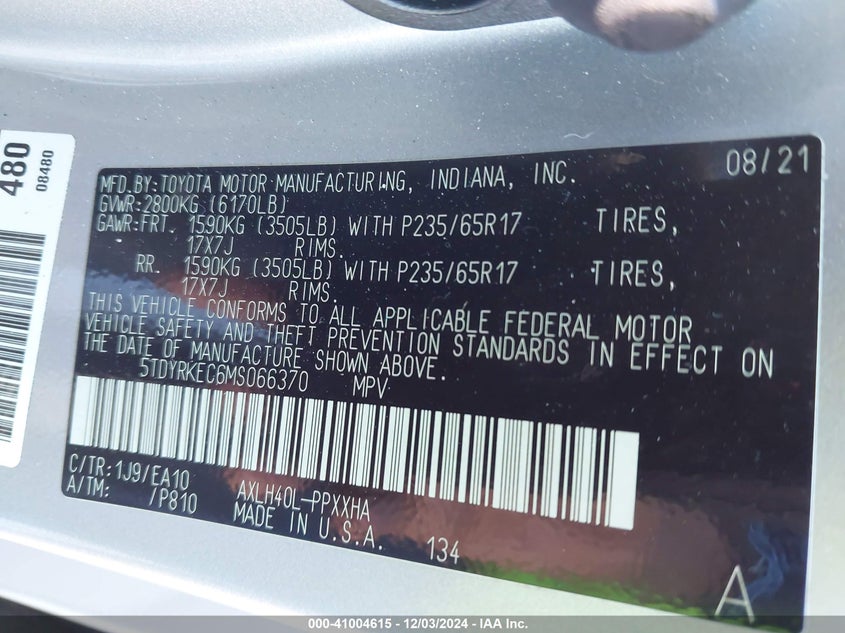 480
08480
08/21
MFD.BY:TOYOTA MOTOR MANUFACTURING, INDIANA, INC.
GVWR:2800KG (6170LB)
GAWR:FRT. 1590KG (3505LB) WITH P235/65R17 TIRES,
17X7J RIMS.
RR. 1590KG (3505LB) WITH P235/65R17 TIRES,
17X7J RIMS.
THIS VEHICLE CONFORMS TO ALL APPLICABLE FEDERAL MOTOR
VEHICLE SAFETY AND THEFT PREVENTION STANDARDS IN EFFECT ON
THE DATE OF MANUFACTURE SHOWN ABOVE.
5TDYRKEC6MS066370 MPV
C/TR:1J9/EA10 AXLH40L-PPXXHA
A/TM: /P810 MADE IN U.S.A. 134
A
000-41004615 - 12/03/2024 - IAA Inc.